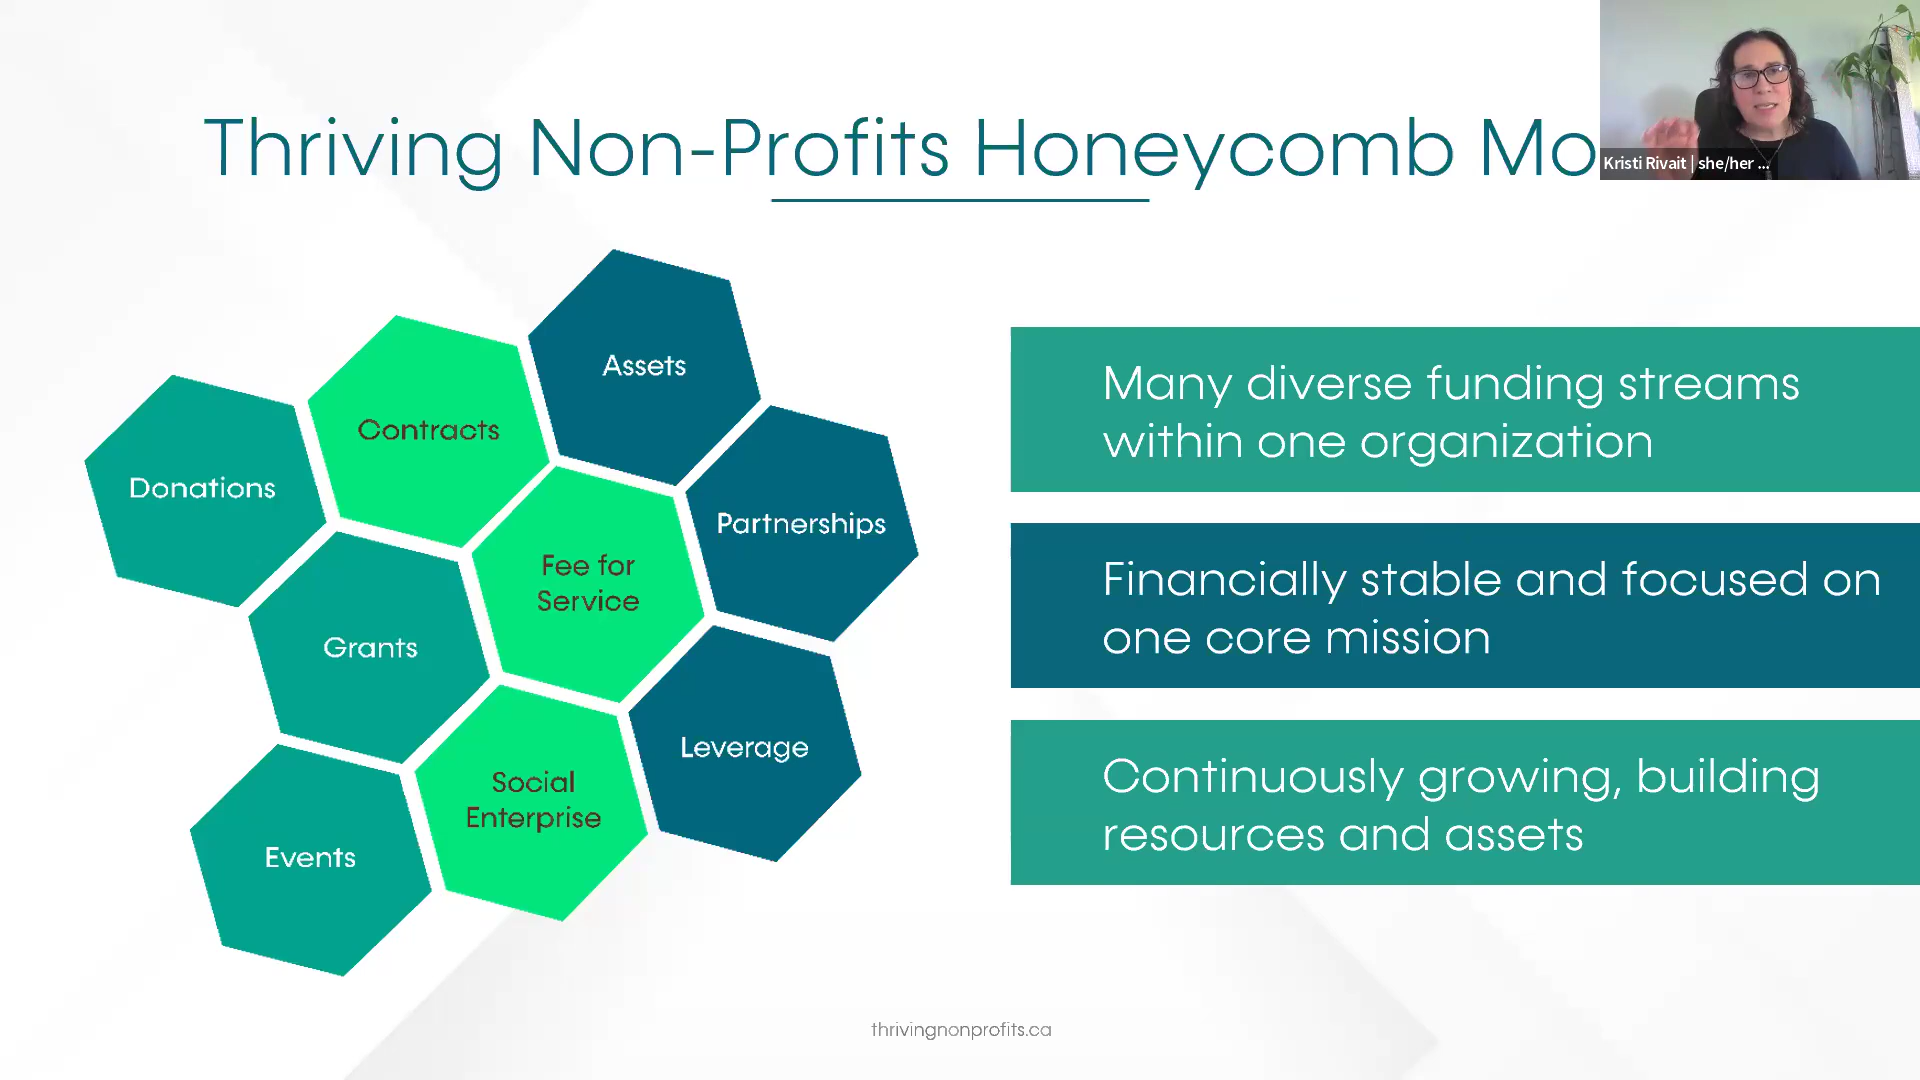 Thriving Non-Profits Honeycomb Mo
Kristi Rivait | she/her ...
Assets
Contracts
Donations
Partnerships
Fee for
Service
Grants
Leverage
Social
Enterprise
Events
Many diverse funding streams
within one organization
Financially stable and focused on
one core mission
Continuously growing, building
resources and assets
thrivingnonprofits.ca